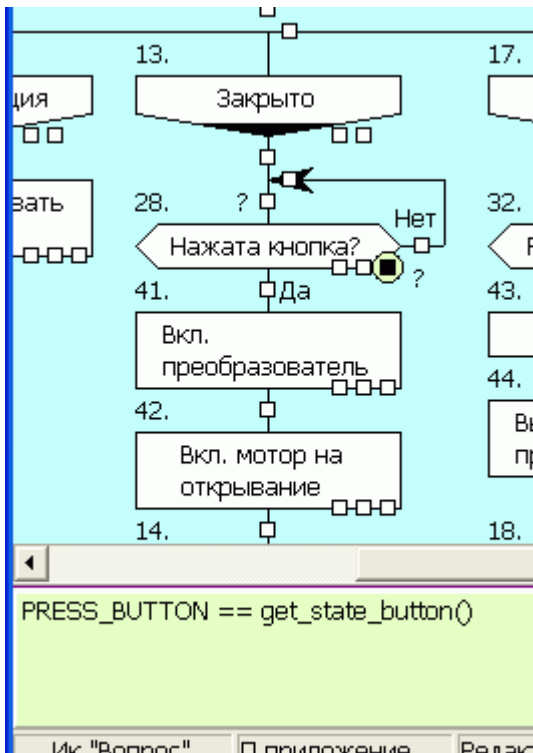 13.
17.
ция
Закрыто
вать
28.
?
Нет
32.
Нажата кнопка?
?
41.
Да
43.
Вкл.
преобразователь
44.
42.
Вкл. мотор на
открывание
14.
18.
PRESS_BUTTON == get_state_button()
Ик "Вопрос"
П приложение
Редакт